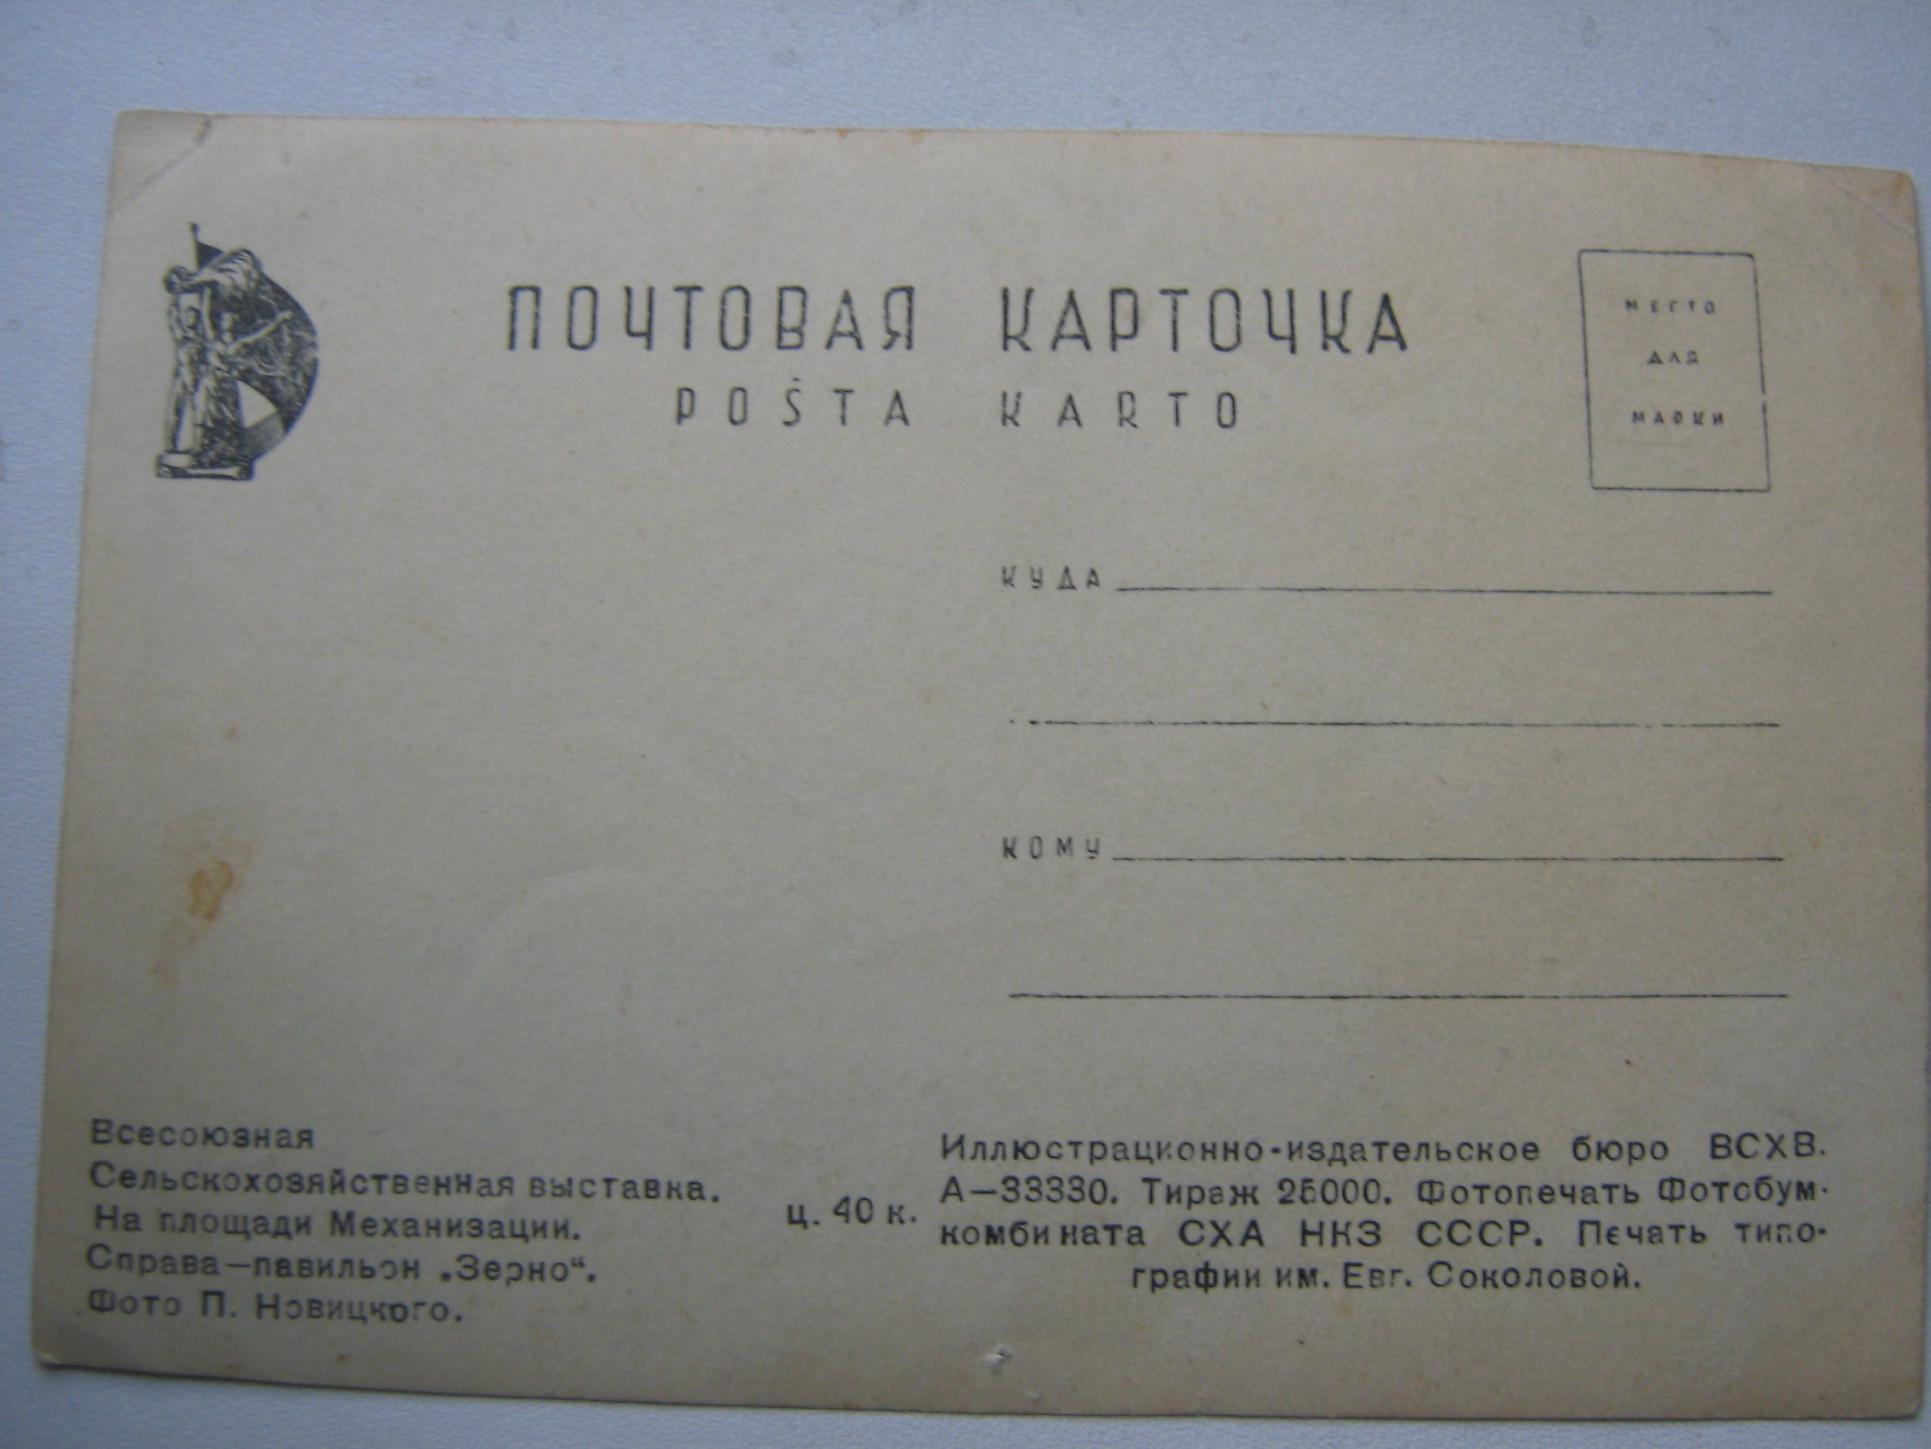 ПОЧТОВАЯ КАРТОЧКА
POŜTA KARTO
МЕСТО
ДЛЯ
МАРКИ
КУДА
КОМУ
Всесоюзная
Сельскохозяйственная выставка.
На площади Механизации.
Справа—павильон „Зерно“.
Фото П. Новицкого.
ц. 40 к.
Иллюстрационно-издательское бюро ВСХВ.
А—33330. Тираж 25000. Фотопечать Фотобум-
комбината СХА НКЗ СССР. Печать типо-
графии им. Евг. Соколовой.